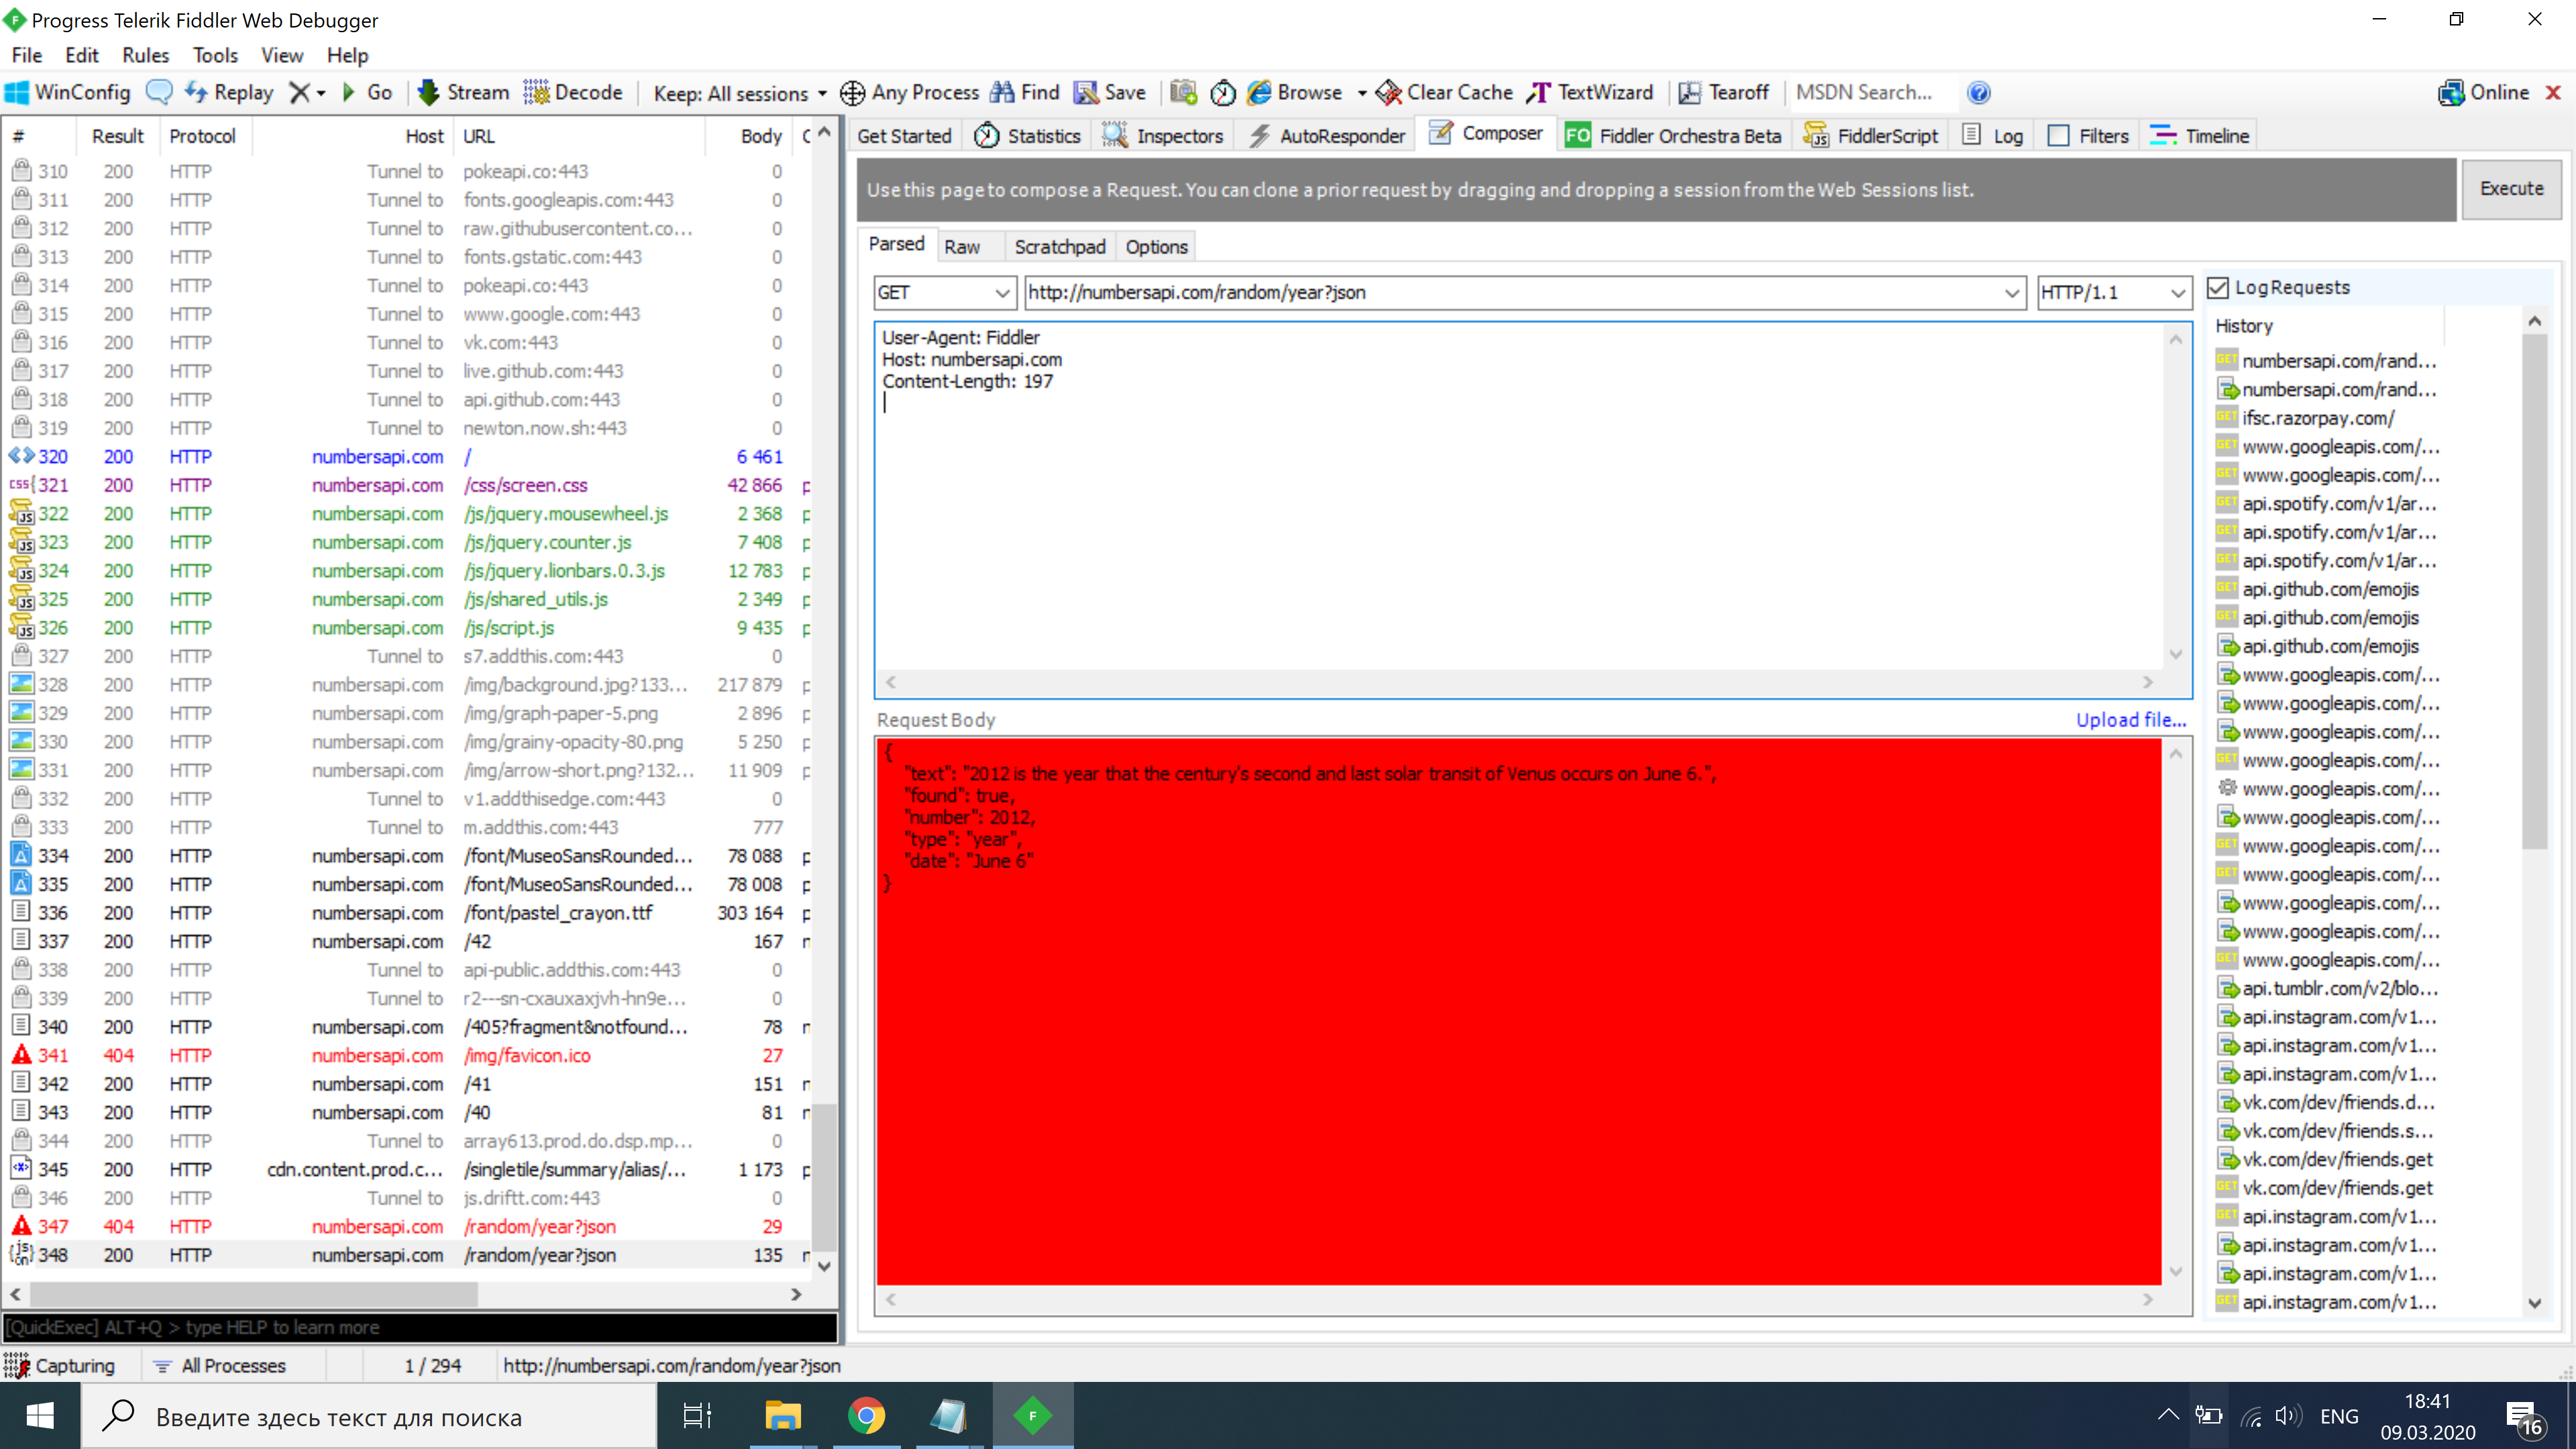 Progress Telerik Fiddler Web Debugger
File Edit Rules Tools View Help
WinConfig Replay Go Stream Decode Keep: All sessions Any Process Find Save Browse Clear Cache TextWizard Tearoff MSDN Search... Online
# Result Protocol Host URL Body
310 200 HTTP Tunnel to pokeapi.co:443 0
311 200 HTTP Tunnel to fonts.googleapis.com:443 0
312 200 HTTP Tunnel to raw.githubusercontent.co... 0
313 200 HTTP Tunnel to fonts.gstatic.com:443 0
314 200 HTTP Tunnel to pokeapi.co:443 0
315 200 HTTP Tunnel to www.google.com:443 0
316 200 HTTP Tunnel to vk.com:443 0
317 200 HTTP Tunnel to live.github.com:443 0
318 200 HTTP Tunnel to api.github.com:443 0
319 200 HTTP Tunnel to newton.now.sh:443 0
320 200 HTTP numbersapi.com / 6 461
321 200 HTTP numbersapi.com /css/screen.css 42 866
322 200 HTTP numbersapi.com /js/jquery.mousewheel.js 2 368
323 200 HTTP numbersapi.com /js/jquery.counter.js 7 408
324 200 HTTP numbersapi.com /js/jquery.lionbars.0.3.js 12 783
325 200 HTTP numbersapi.com /js/shared_utils.js 2 349
326 200 HTTP numbersapi.com /js/script.js 9 435
327 200 HTTP Tunnel to s7.addthis.com:443 0
328 200 HTTP numbersapi.com /img/background.jpg?133... 217 879
329 200 HTTP numbersapi.com /img/graph-paper-5.png 2 896
330 200 HTTP numbersapi.com /img/grainy-opacity-80.png 5 250
331 200 HTTP numbersapi.com /img/arrow-short.png?132... 11 909
332 200 HTTP Tunnel to v1.addthisedge.com:443 0
333 200 HTTP Tunnel to m.addthis.com:443 777
334 200 HTTP numbersapi.com /font/MuseoSansRounded... 78 088
335 200 HTTP numbersapi.com /font/MuseoSansRounded... 78 008
336 200 HTTP numbersapi.com /font/pastel_crayon.ttf 303 164
337 200 HTTP numbersapi.com /42 167
338 200 HTTP Tunnel to api-public.addthis.com:443 0
339 200 HTTP Tunnel to r2---sn-cxauxaxjvh-hn9e... 0
340 200 HTTP numbersapi.com /405?fragment&notfound... 78
341 404 HTTP numbersapi.com /img/favicon.ico 27
342 200 HTTP numbersapi.com /41 151
343 200 HTTP numbersapi.com /40 81
344 200 HTTP Tunnel to array613.prod.do.dsp.mp... 0
345 200 HTTP cdn.content.prod.c... /singletile/summary/alias/... 1 173
346 200 HTTP Tunnel to js.driftt.com:443 0
347 404 HTTP numbersapi.com /random/year?json 29
348 200 HTTP numbersapi.com /random/year?json 135
[QuickExec] ALT+Q > type HELP to learn more
Get Started Statistics Inspectors AutoResponder Composer FO Fiddler Orchestra Beta FiddlerScript Log Filters Timeline
Use this page to compose a Request. You can clone a prior request by dragging and dropping a session from the Web Sessions list.
Execute
Parsed Raw Scratchpad Options
GET http://numbersapi.com/random/year?json HTTP/1.1
User-Agent: Fiddler
Host: numbersapi.com
Content-Length: 197
Request Body Upload file...
{
"text": "2012 is the year that the century's second and last solar transit of Venus occurs on June 6.",
"found": true,
"number": 2012,
"type": "year",
"date": "June 6"
}
Log Requests
History
GET numbersapi.com/rand...
numbersapi.com/rand...
GET ifsc.razorpay.com/
GET www.googleapis.com/...
GET www.googleapis.com/...
GET api.spotify.com/v1/ar...
GET api.spotify.com/v1/ar...
GET api.spotify.com/v1/ar...
GET api.github.com/emojis
GET api.github.com/emojis
api.github.com/emojis
www.googleapis.com/...
www.googleapis.com/...
www.googleapis.com/...
GET www.googleapis.com/...
www.googleapis.com/...
www.googleapis.com/...
GET www.googleapis.com/...
GET www.googleapis.com/...
www.googleapis.com/...
www.googleapis.com/...
GET www.googleapis.com/...
api.tumblr.com/v2/blo...
api.instagram.com/v1...
api.instagram.com/v1...
api.instagram.com/v1...
vk.com/dev/friends.d...
vk.com/dev/friends.s...
vk.com/dev/friends.get
GET vk.com/dev/friends.get
GET api.instagram.com/v1...
api.instagram.com/v1...
api.instagram.com/v1...
GET api.instagram.com/v1...
Capturing All Processes 1 / 294 http://numbersapi.com/random/year?json
Введите здесь текст для поиска
ENG
18:41
09.03.2020
16